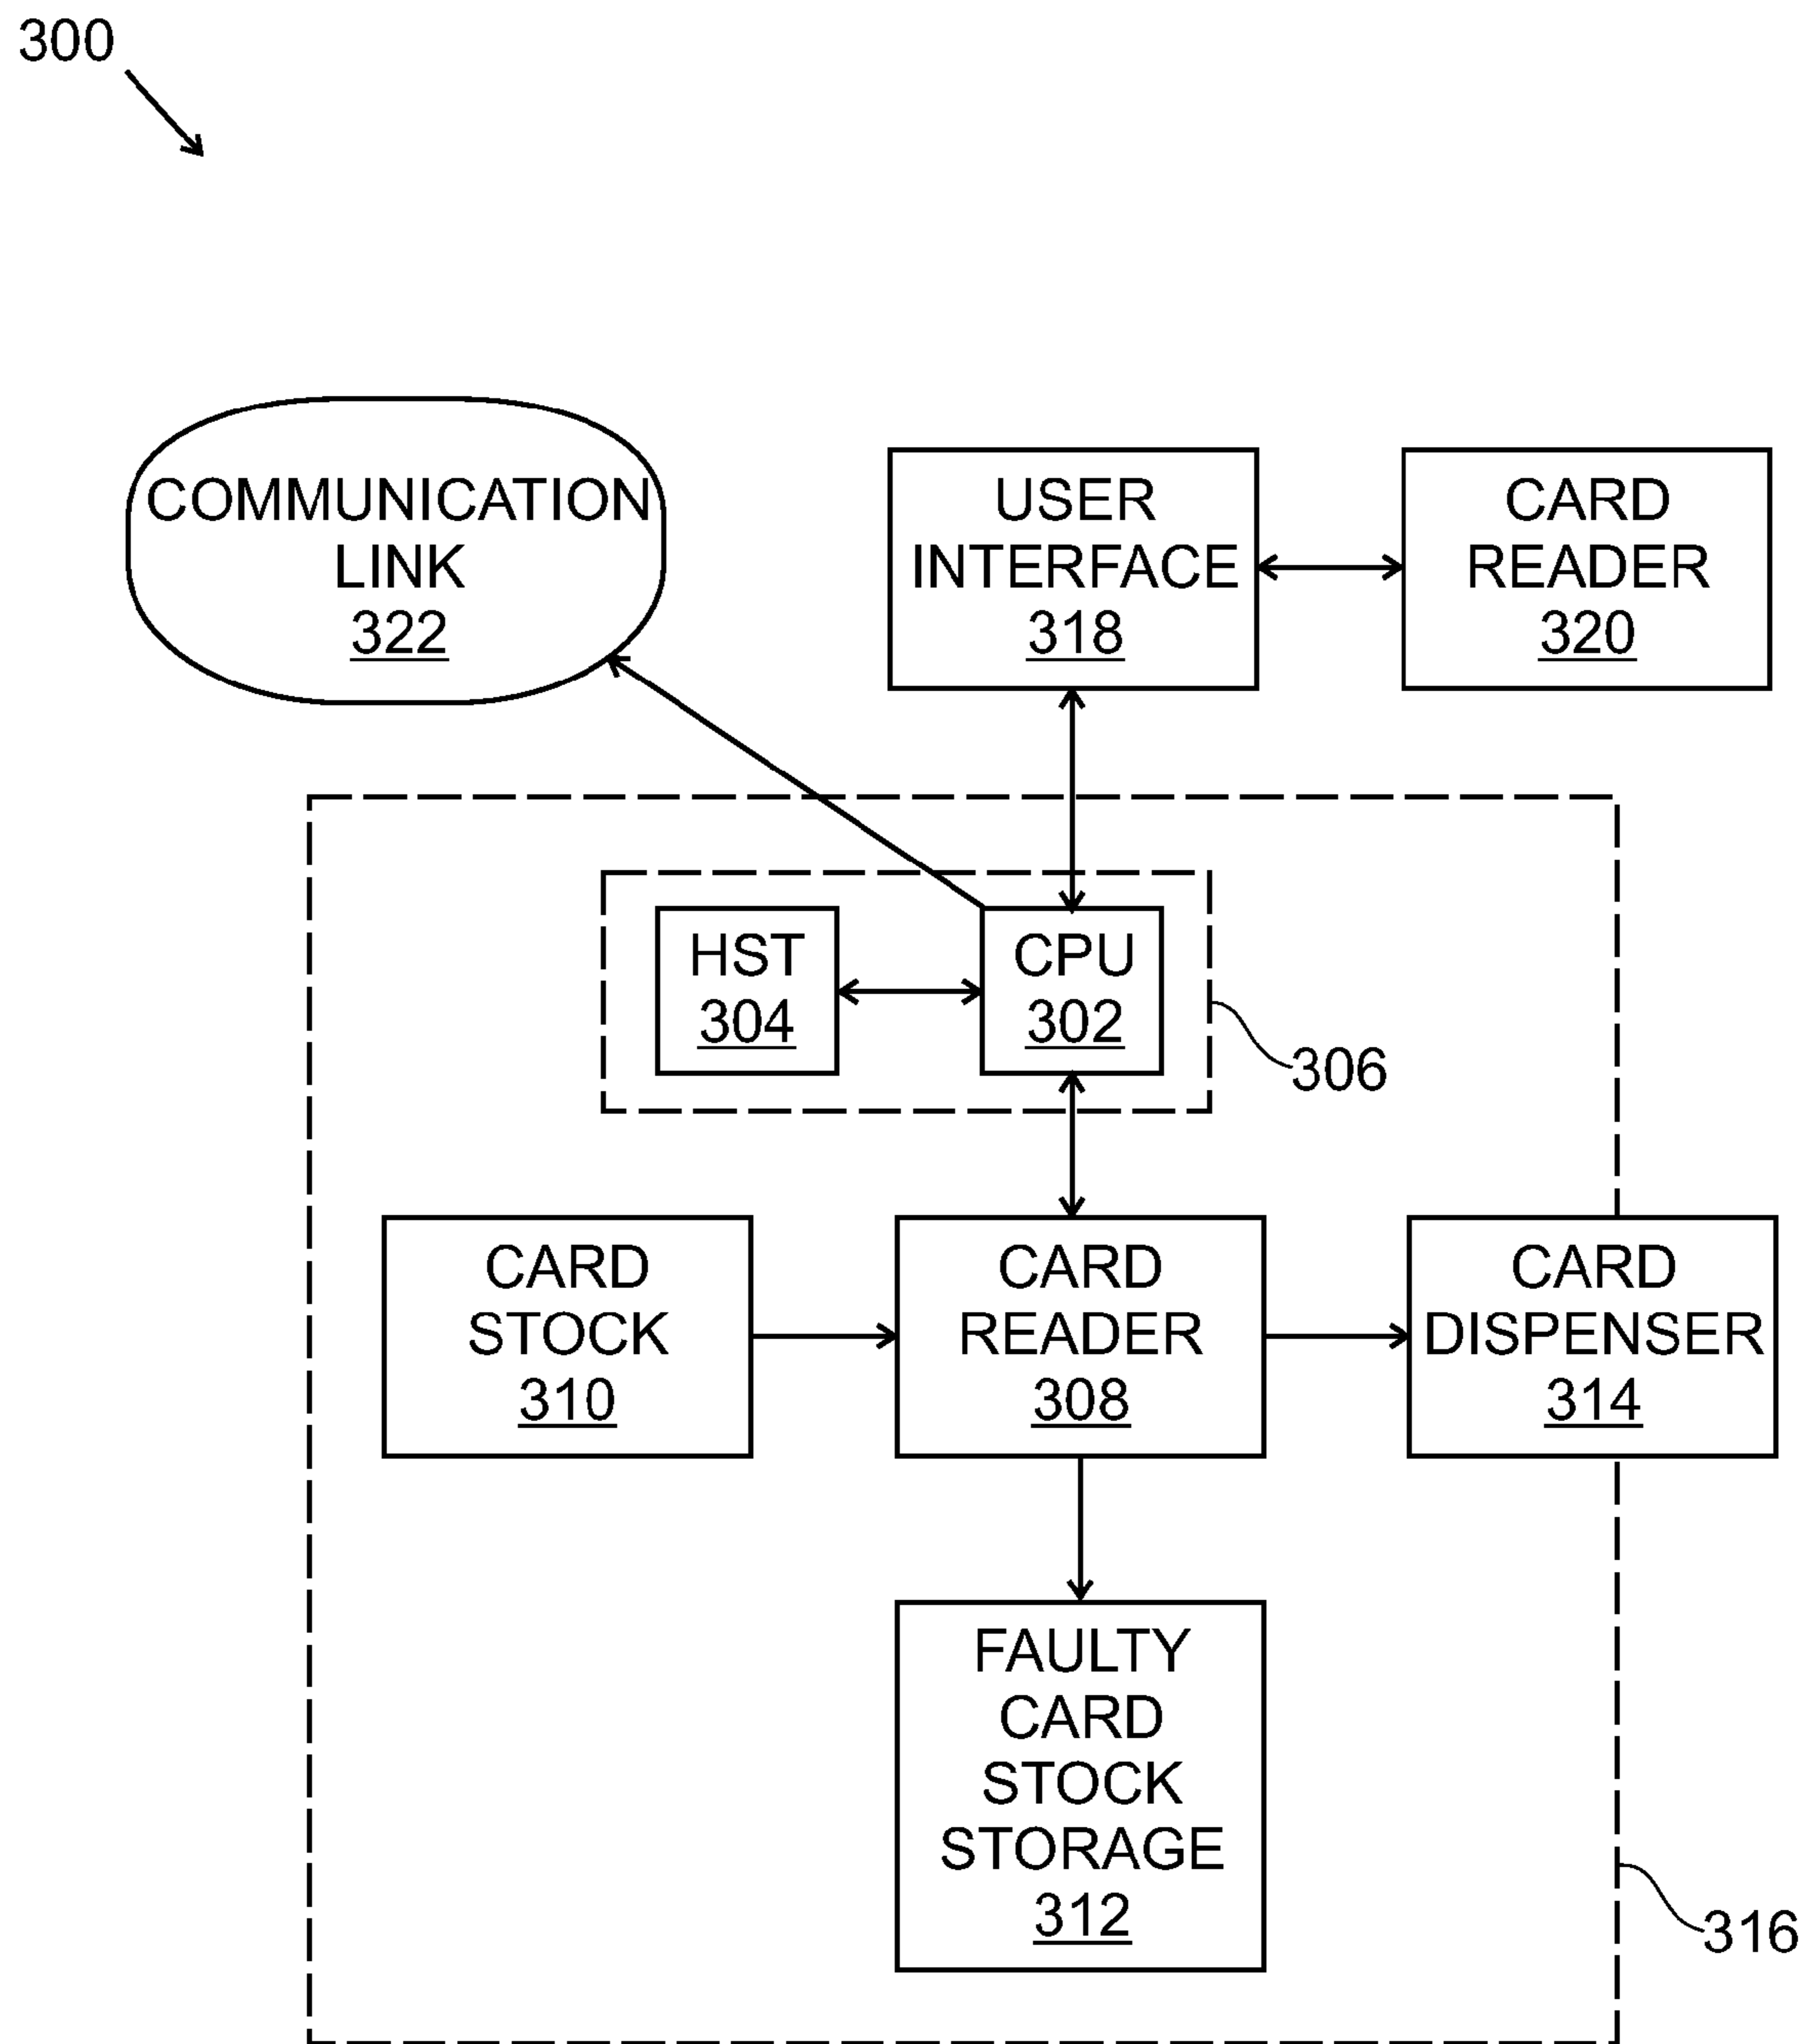 300
COMMUNICATION
LINK
322
USER
INTERFACE
318
CARD
READER
320
HST
304
CPU
302
306
CARD
STOCK
310
CARD
READER
308
CARD
DISPENSER
314
FAULTY
CARD
STOCK
STORAGE
312
316